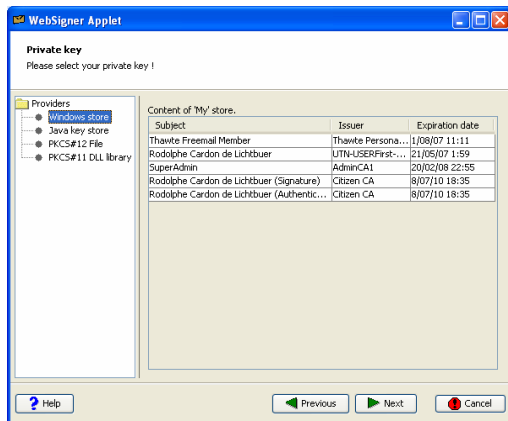 WebSigner Applet
Private key
Please select your private key !
Providers
Windows store
Java key store
PKCS#12 File
PKCS#11 DLL library
Content of 'My' store.
Subject Issuer Expiration date
Thawte Freemail Member Thawte Persona... 1/08/07 11:11
Rodolphe Cardon de Lichtbuer UTN-USERFirst-... 21/05/07 1:59
SuperAdmin AdminCA1 20/02/08 22:55
Rodolphe Cardon de Lichtbuer (Signature) Citizen CA 8/07/10 18:35
Rodolphe Cardon de Lichtbuer (Authentic... Citizen CA 8/07/10 18:35
? Help Previous Next Cancel